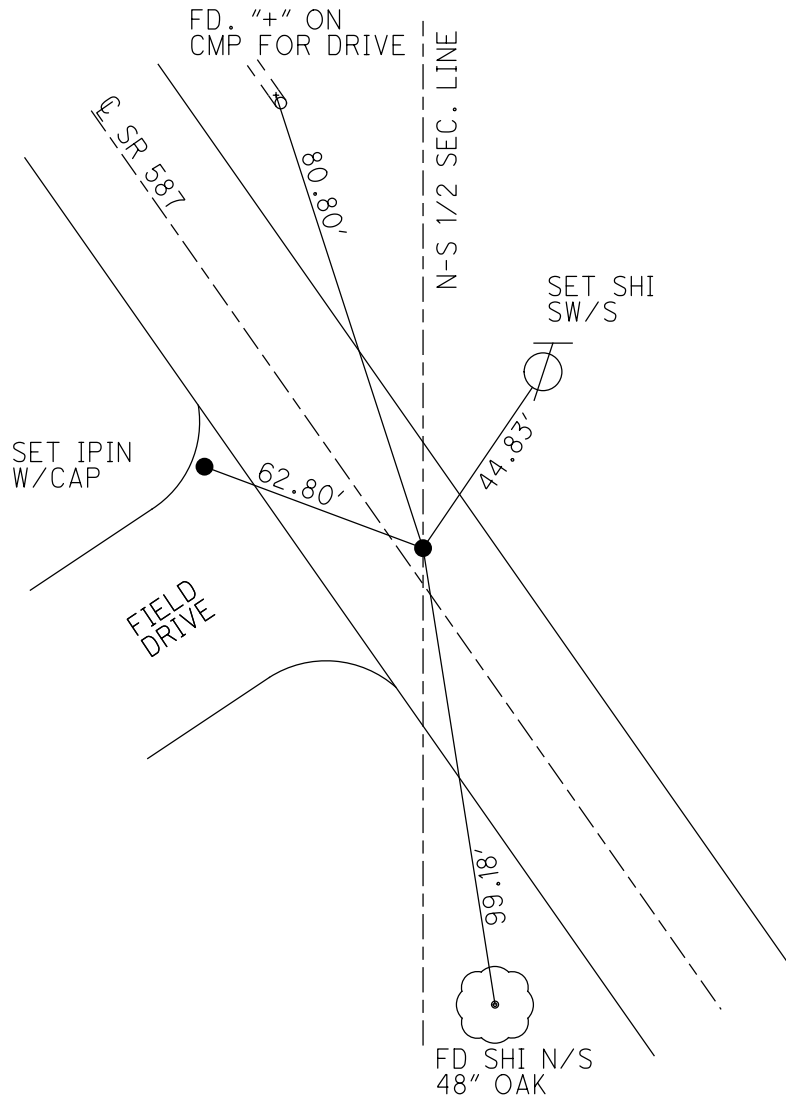 FD. "+" ON
CMP FOR DRIVE
N-S 1/2 SEC. LINE
℄ SR 587
80.80'
SET SHI
SW/S
44.83'
SET IPIN
W/CAP
62.80'
FIELD
DRIVE
99.18'
FD SHI N/S
48" OAK